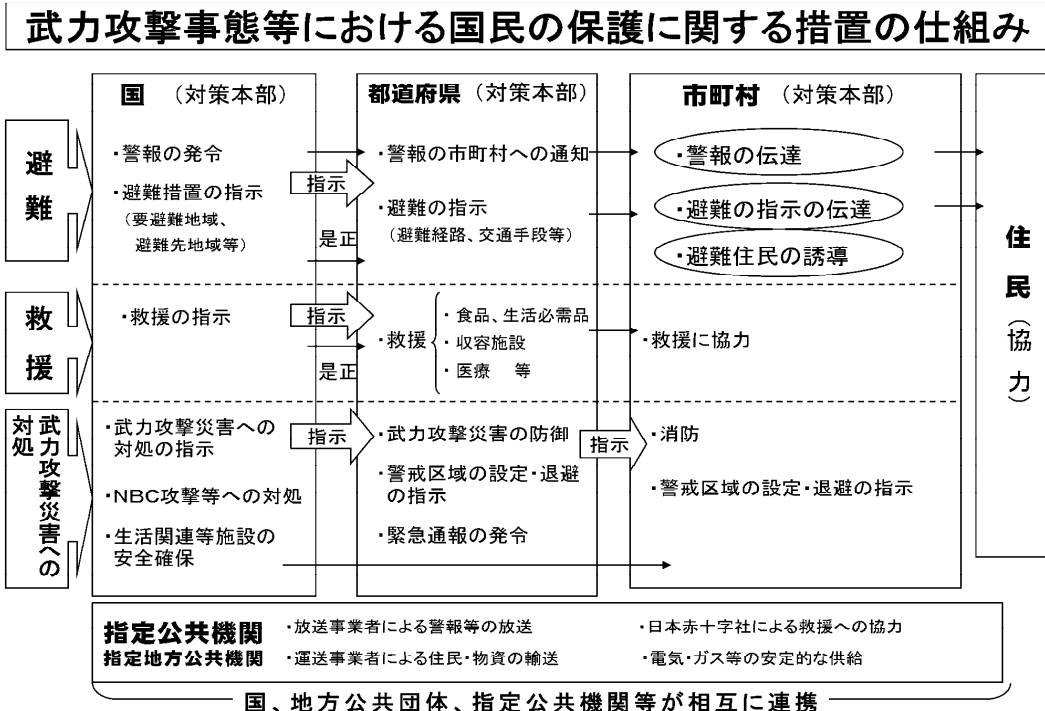 武力攻撃事態等における国民の保護に関する措置の仕組み
国 （対策本部）
都道府県 （対策本部）
市町村 （対策本部）
避難
・警報の発令
・避難措置の指示
（要避難地域、
避難先地域等）
指示
是正
・警報の市町村への通知
・避難の指示
（避難経路、交通手段等）
・警報の伝達
・避難の指示の伝達
・避難住民の誘導
住民（協力）
救援
・救援の指示
指示
是正
・救援
・食品、生活必需品
・収容施設
・医療 等
・救援に協力
武力攻撃災害への
対処
・武力攻撃災害への
対処の指示
・NBC攻撃等への対処
・生活関連等施設の
安全確保
指示
・武力攻撃災害の防御
・警戒区域の設定・退避
の指示
・緊急通報の発令
指示
・消防
・警戒区域の設定・退避の指示
指定公共機関
指定地方公共機関
・放送事業者による警報等の放送
・日本赤十字社による救援への協力
・運送事業者による住民・物資の輸送
・電気・ガス等の安定的な供給
国、地方公共団体、指定公共機関等が相互に連携